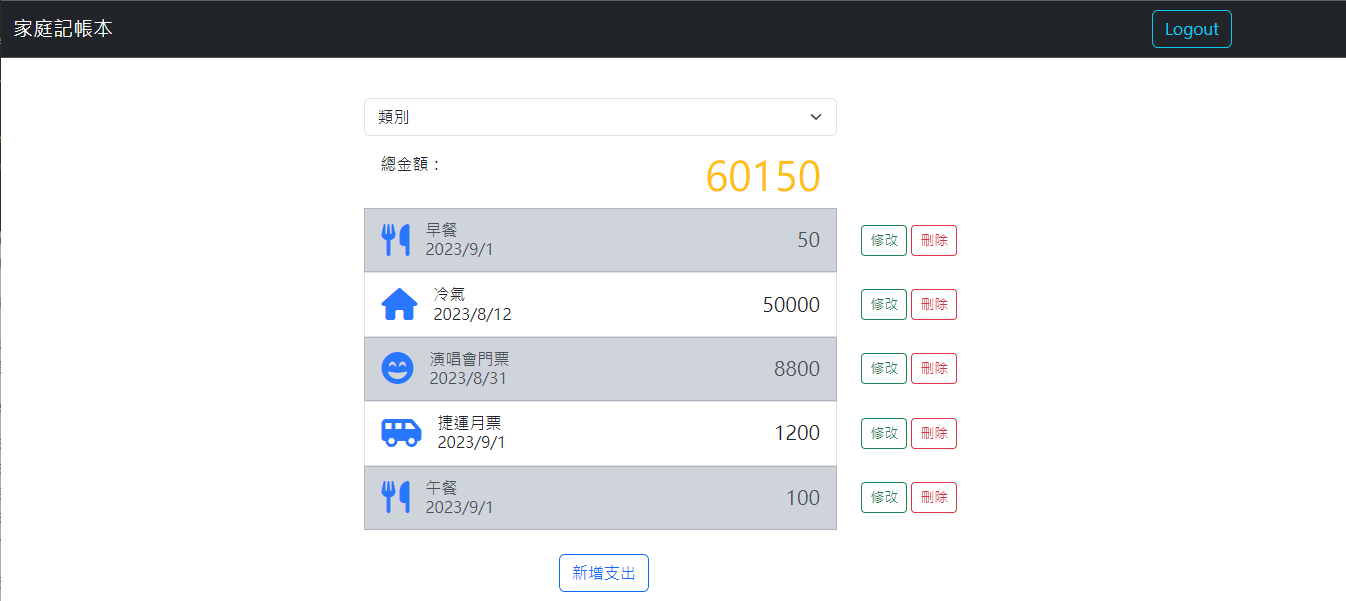 家庭記帳本
Logout
類別
總金額：
60150
早餐
2023/9/1
50
修改 刪除
冷氣
2023/8/12
50000
修改 刪除
演唱會門票
2023/8/31
8800
修改 刪除
捷運月票
2023/9/1
1200
修改 刪除
午餐
2023/9/1
100
修改 刪除
新增支出